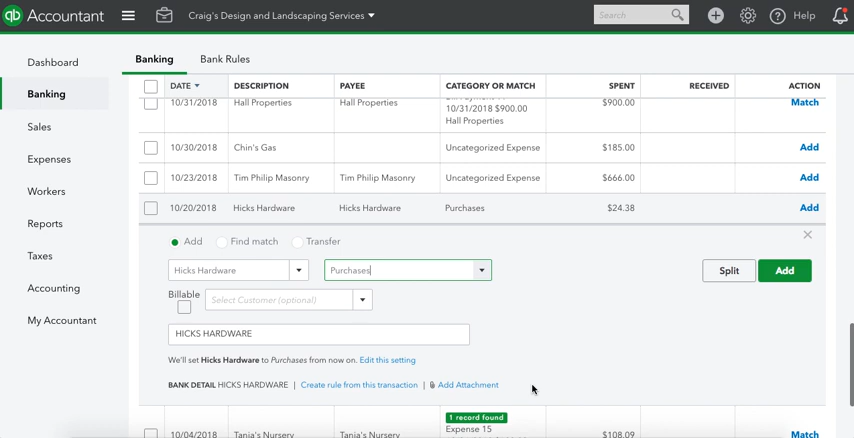 qb Accountant Craig's Design and Landscaping Services Search Help
Dashboard
Banking
Sales
Expenses
Workers
Reports
Taxes
Accounting
My Accountant
Banking Bank Rules
DATE DESCRIPTION PAYEE CATEGORY OR MATCH SPENT RECEIVED ACTION
10/31/2018 Hall Properties Hall Properties 10/31/2018 $900.00 $900.00 Match
Hall Properties
10/30/2018 Chin's Gas Uncategorized Expense $185.00 Add
10/23/2018 Tim Philip Masonry Tim Philip Masonry Uncategorized Expense $666.00 Add
10/20/2018 Hicks Hardware Hicks Hardware Purchases $24.38 Add
Add Find match Transfer
Hicks Hardware Purchases Split Add
Billable Select Customer (optional)
HICKS HARDWARE
We'll set Hicks Hardware to Purchases from now on. Edit this setting
BANK DETAIL HICKS HARDWARE | Create rule from this transaction | Add Attachment
1 record found
10/04/2018 Tania's Nursery Tania's Nursery Expense 15 $108.09 Match